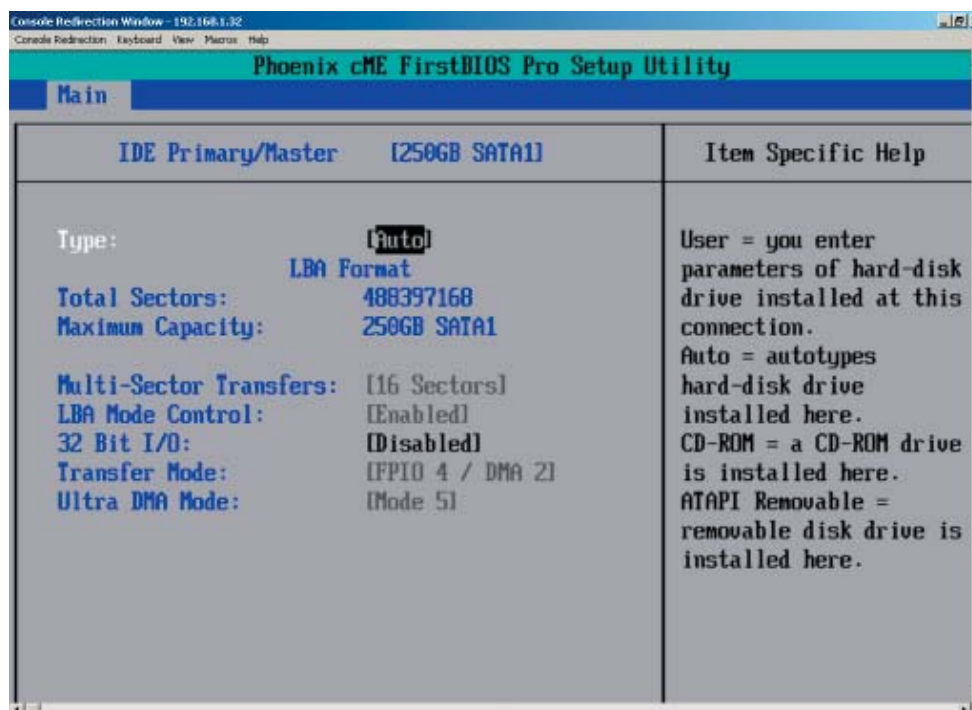 Console Redirection Window - 192.168.1.32
Console Redirection Keyboard View Macros Help
Phoenix cME FirstBIOS Pro Setup Utility
Main
IDE Primary/Master [250GB SATA1]
Type: [Auto]
LBA Format
Total Sectors: 488397168
Maximum Capacity: 250GB SATA1
Multi-Sector Transfers: [16 Sectors]
LBA Mode Control: [Enabled]
32 Bit I/O: [Disabled]
Transfer Mode: [FPIO 4 / DMA 2]
Ultra DMA Mode: [Mode 5]
Item Specific Help
User = you enter
parameters of hard-disk
drive installed at this
connection.
Auto = autotypes
hard-disk drive
installed here.
CD-ROM = a CD-ROM drive
is installed here.
ATAPI Removable =
removable disk drive is
installed here.